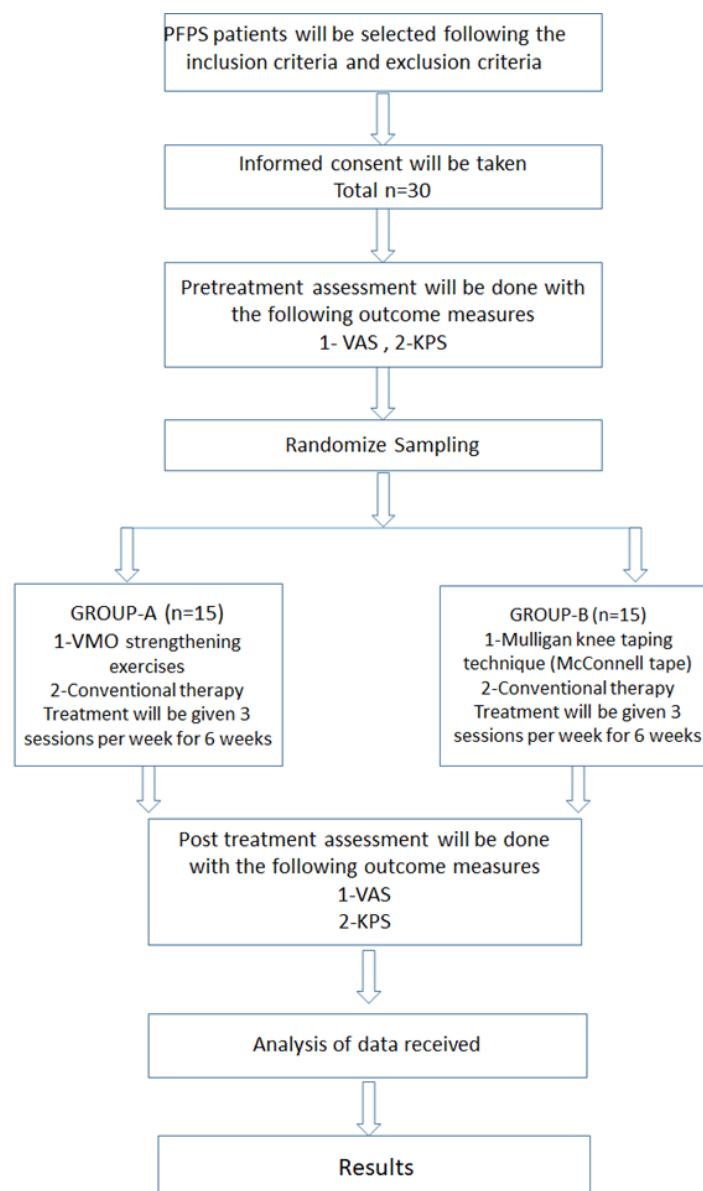 PFPS patients will be selected following the
inclusion criteria and exclusion criteria
Informed consent will be taken
Total n=30
Pretreatment assessment will be done with
the following outcome measures
1- VAS , 2-KPS
Randomize Sampling
GROUP-A (n=15)
1-VMO strengthening
exercises
2-Conventional therapy
Treatment will be given 3
sessions per week for 6 weeks
GROUP-B (n=15)
1-Mulligan knee taping
technique (McConnell tape)
2-Conventional therapy
Treatment will be given 3
sessions per week for 6 weeks
Post treatment assessment will be done
with the following outcome measures
1-VAS
2-KPS
Analysis of data received
Results